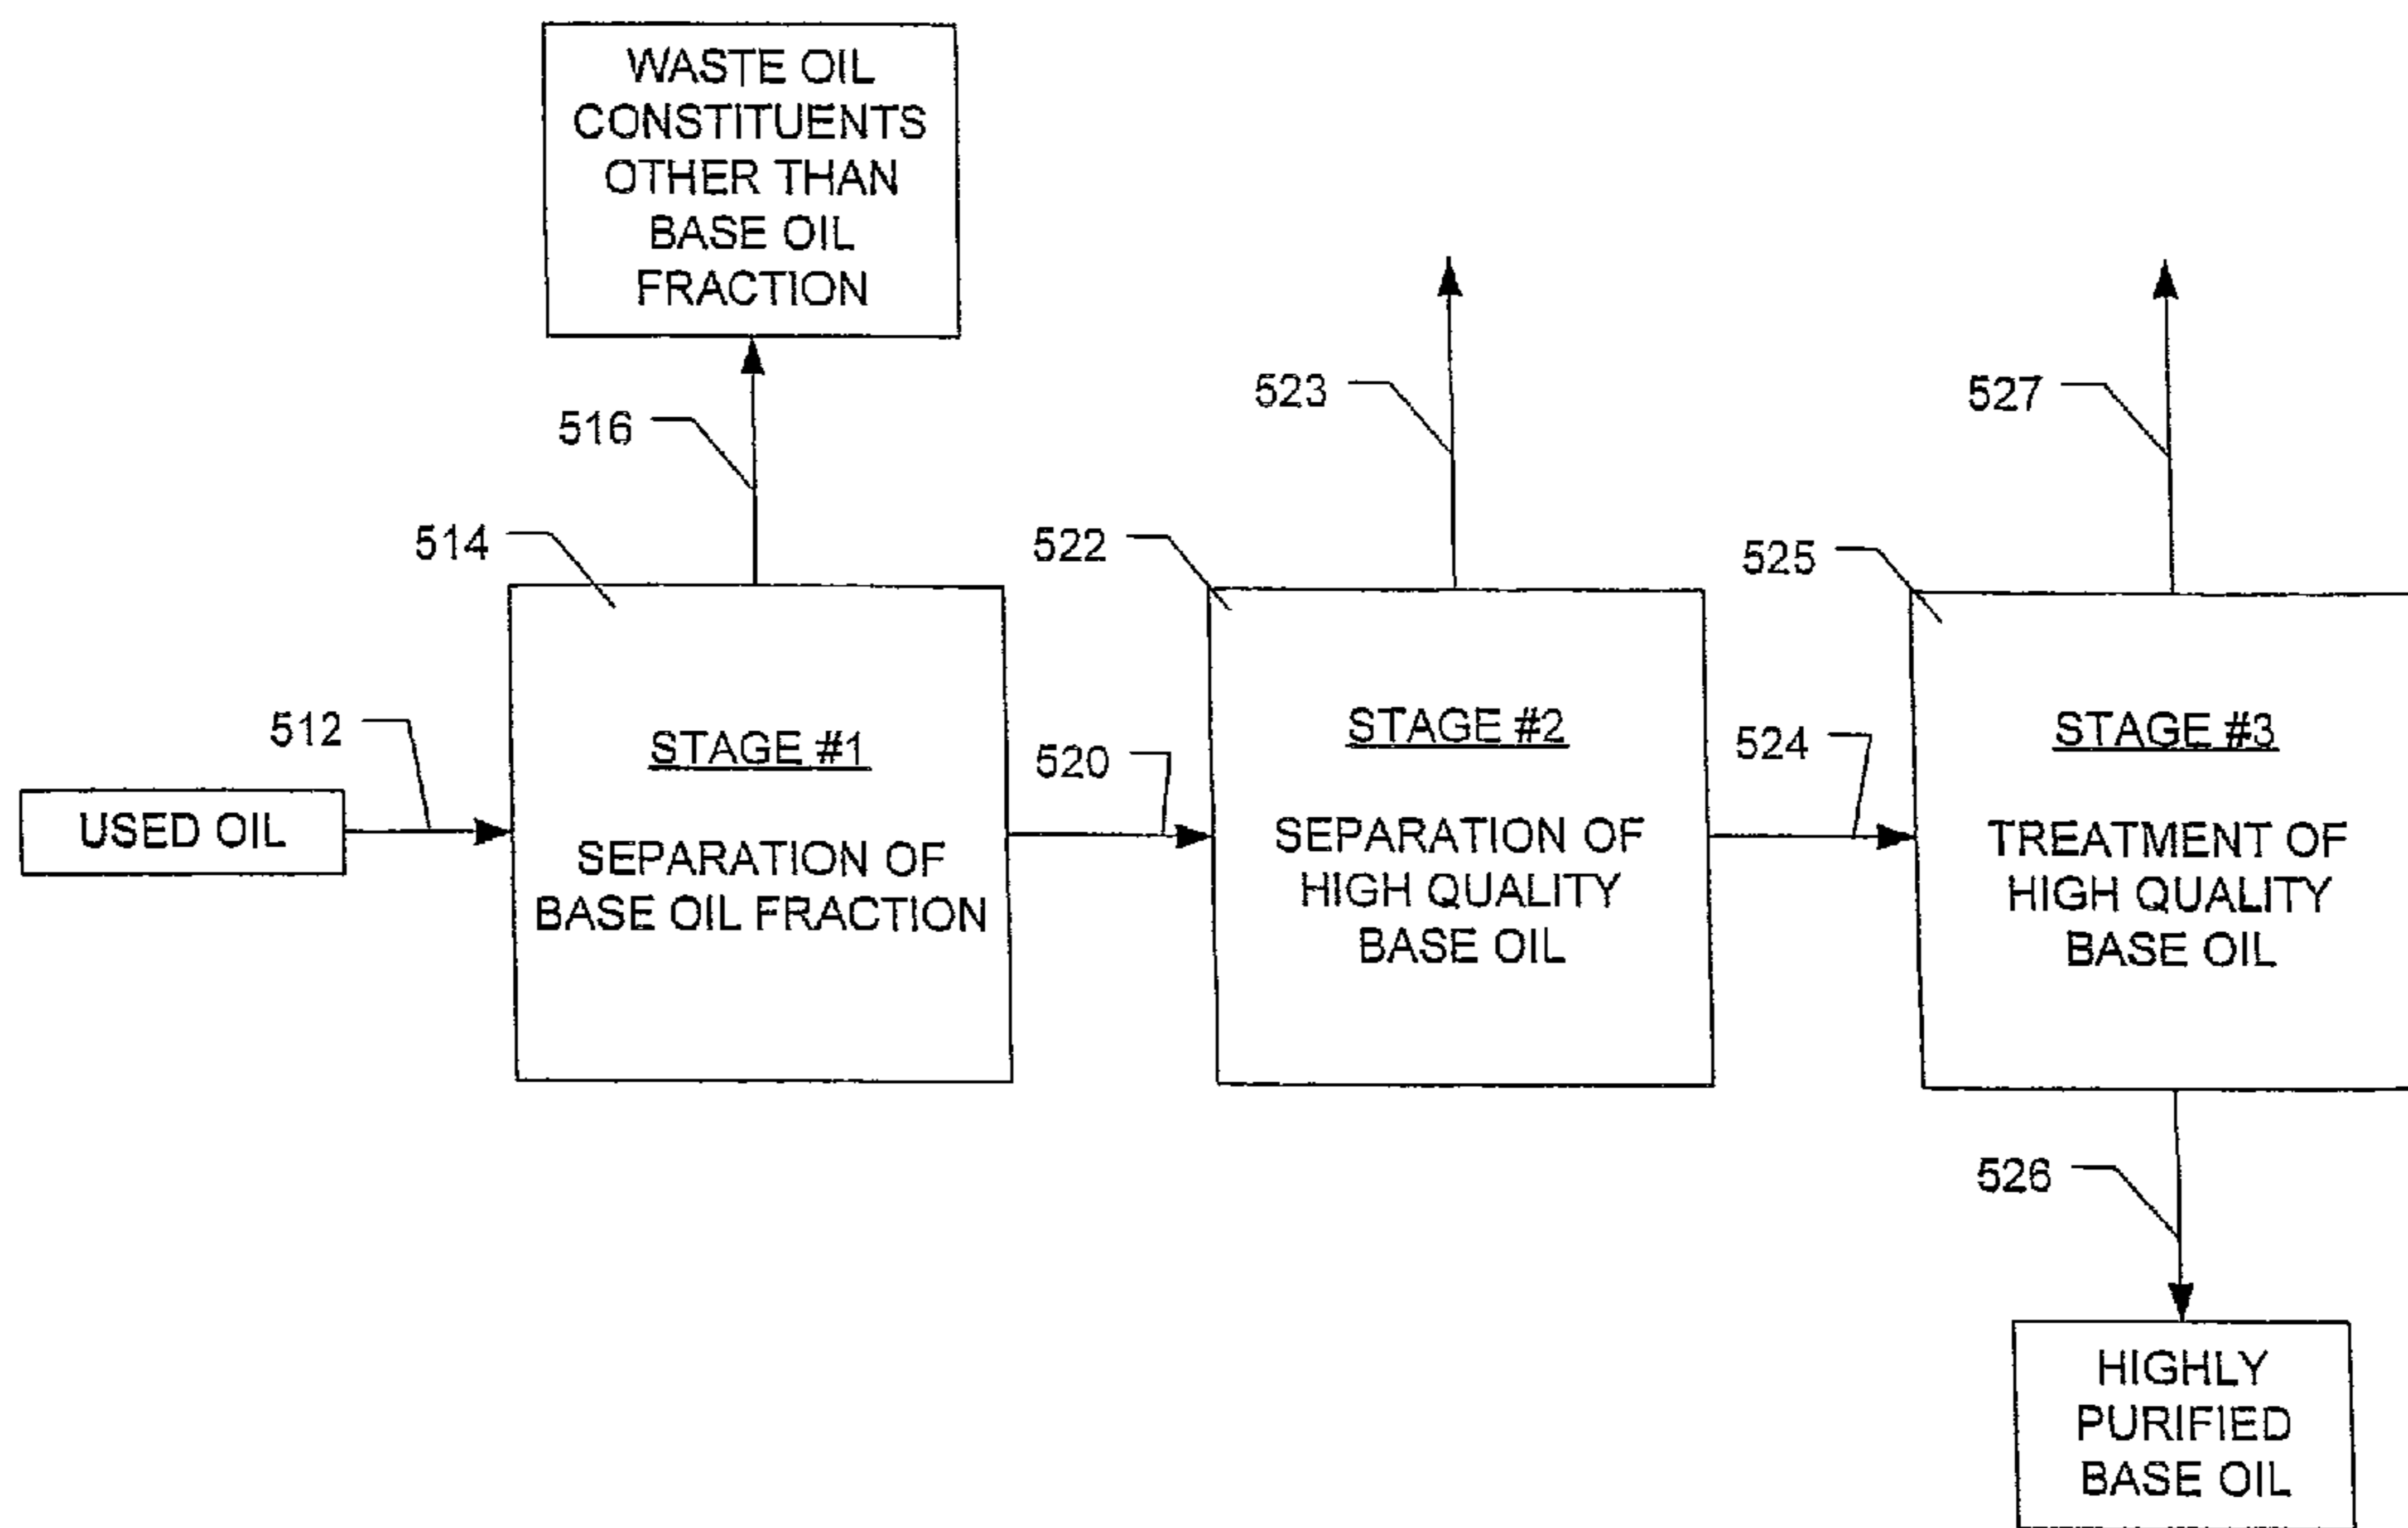 WASTE OIL
CONSTITUENTS
OTHER THAN
BASE OIL
FRACTION
516
523
527
514
522
525
512
USED OIL
STAGE #1
SEPARATION OF
BASE OIL FRACTION
520
STAGE #2
SEPARATION OF
HIGH QUALITY
BASE OIL
524
STAGE #3
TREATMENT OF
HIGH QUALITY
BASE OIL
526
HIGHLY
PURIFIED
BASE OIL